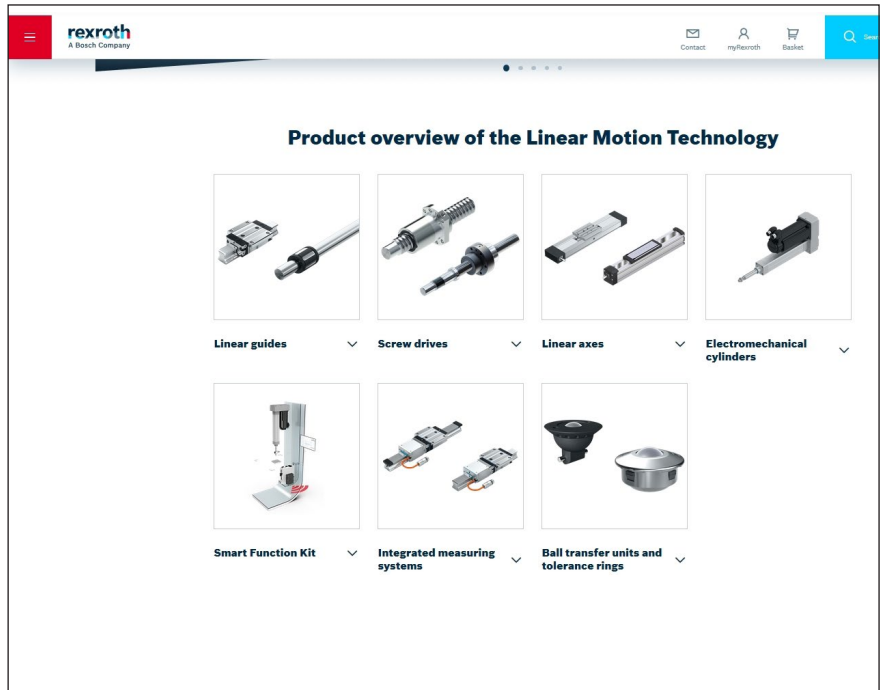 rexroth
A Bosch Company
Contact
myRexroth
Basket
Product overview of the Linear Motion Technology
Linear guides
Screw drives
Linear axes
Electromechanical
cylinders
Smart Function Kit
Integrated measuring
systems
Ball transfer units and
tolerance rings